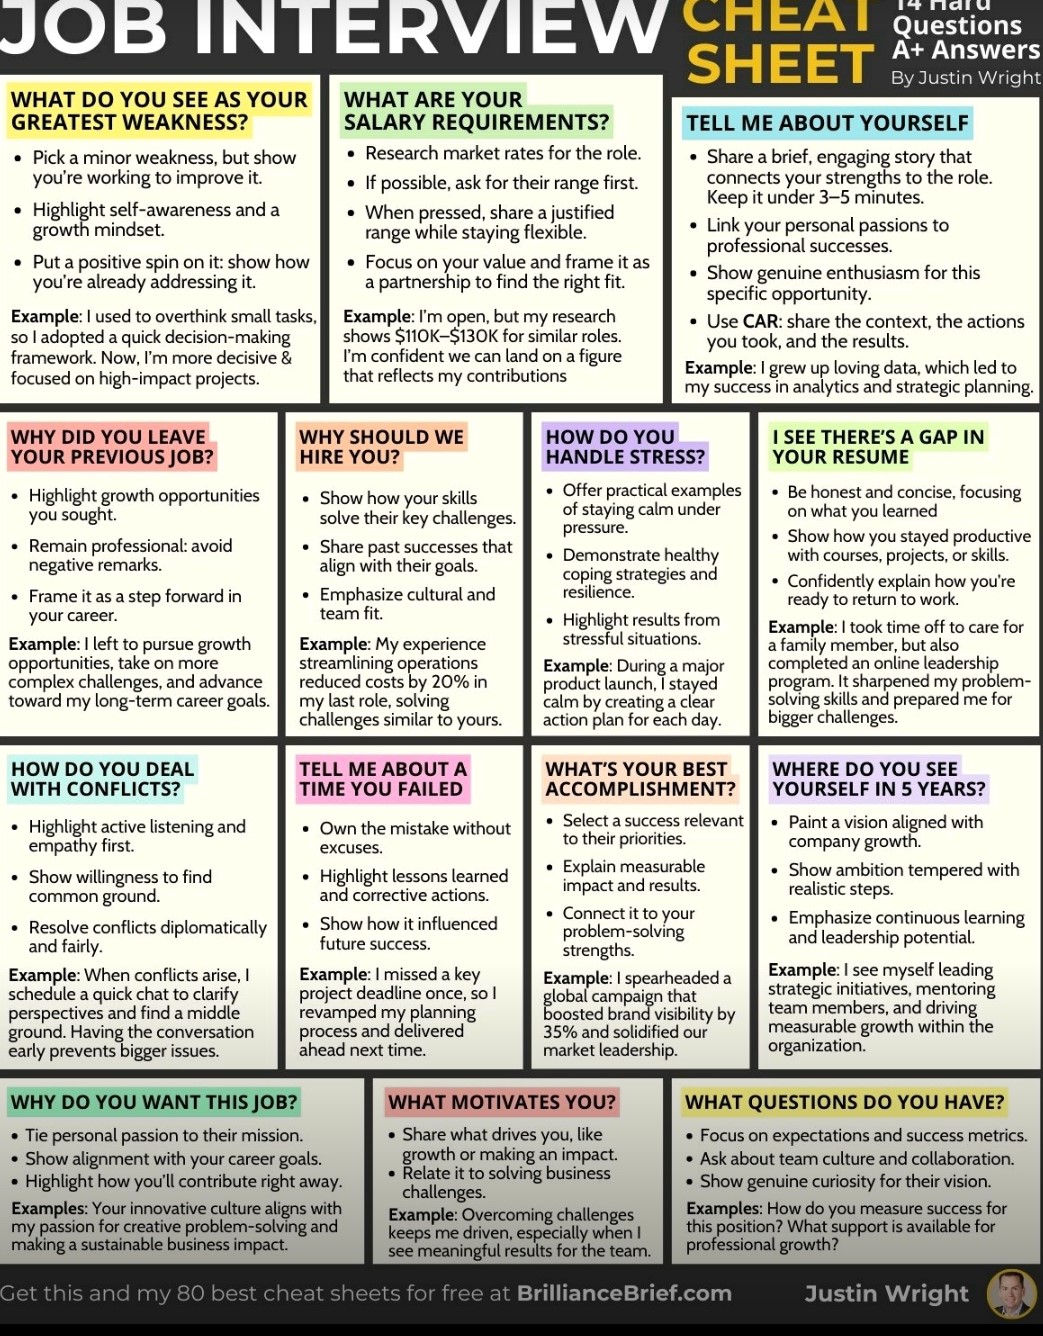 JOB INTERVIEW
CHEAT
SHEET
14 Hard
Questions
A+ Answers
By Justin Wright
WHAT DO YOU SEE AS YOUR
GREATEST WEAKNESS?
• Pick a minor weakness, but show
you're working to improve it.
• Highlight self-awareness and a
growth mindset.
• Put a positive spin on it: show how
you're already addressing it.
Example: I used to overthink small tasks,
so I adopted a quick decision-making
framework. Now, I'm more decisive &
focused on high-impact projects.
WHAT ARE YOUR
SALARY REQUIREMENTS?
• Research market rates for the role.
• If possible, ask for their range first.
• When pressed, share a justified
range while staying flexible.
• Focus on your value and frame it as
a partnership to find the right fit.
Example: I'm open, but my research
shows $110K–$130K for similar roles.
I'm confident we can land on a figure
that reflects my contributions
TELL ME ABOUT YOURSELF
• Share a brief, engaging story that
connects your strengths to the role.
Keep it under 3–5 minutes.
• Link your personal passions to
professional successes.
• Show genuine enthusiasm for this
specific opportunity.
• Use CAR: share the context, the actions
you took, and the results.
Example: I grew up loving data, which led to
my success in analytics and strategic planning.
WHY DID YOU LEAVE
YOUR PREVIOUS JOB?
• Highlight growth opportunities
you sought.
• Remain professional: avoid
negative remarks.
• Frame it as a step forward in
your career.
Example: I left to pursue growth
opportunities, take on more
complex challenges, and advance
toward my long-term career goals.
WHY SHOULD WE
HIRE YOU?
• Show how your skills
solve their key challenges.
• Share past successes that
align with their goals.
• Emphasize cultural and
team fit.
Example: My experience
streamlining operations
reduced costs by 20% in
my last role, solving
challenges similar to yours.
HOW DO YOU
HANDLE STRESS?
• Offer practical examples
of staying calm under
pressure.
• Demonstrate healthy
coping strategies and
resilience.
• Highlight results from
stressful situations.
Example: During a major
product launch, I stayed
calm by creating a clear
action plan for each day.
I SEE THERE'S A GAP IN
YOUR RESUME
• Be honest and concise, focusing
on what you learned
• Show how you stayed productive
with courses, projects, or skills.
• Confidently explain how you're
ready to return to work.
Example: I took time off to care for
a family member, but also
completed an online leadership
program. It sharpened my problem-
solving skills and prepared me for
bigger challenges.
HOW DO YOU DEAL
WITH CONFLICTS?
• Highlight active listening and
empathy first.
• Show willingness to find
common ground.
• Resolve conflicts diplomatically
and fairly.
Example: When conflicts arise, I
schedule a quick chat to clarify
perspectives and find a middle
ground. Having the conversation
early prevents bigger issues.
TELL ME ABOUT A
TIME YOU FAILED
• Own the mistake without
excuses.
• Highlight lessons learned
and corrective actions.
• Show how it influenced
future success.
Example: I missed a key
project deadline once, so I
revamped my planning
process and delivered
ahead next time.
WHAT'S YOUR BEST
ACCOMPLISHMENT?
• Select a success relevant
to their priorities.
• Explain measurable
impact and results.
• Connect it to your
problem-solving
strengths.
Example: I spearheaded a
global campaign that
boosted brand visibility by
35% and solidified our
market leadership.
WHERE DO YOU SEE
YOURSELF IN 5 YEARS?
• Paint a vision aligned with
company growth.
• Show ambition tempered with
realistic steps.
• Emphasize continuous learning
and leadership potential.
Example: I see myself leading
strategic initiatives, mentoring
team members, and driving
measurable growth within the
organization.
WHY DO YOU WANT THIS JOB?
• Tie personal passion to their mission.
• Show alignment with your career goals.
• Highlight how you'll contribute right away.
Examples: Your innovative culture aligns with
my passion for creative problem-solving and
making a sustainable business impact.
WHAT MOTIVATES YOU?
• Share what drives you, like
growth or making an impact.
• Relate it to solving business
challenges.
Example: Overcoming challenges
keeps me driven, especially when I
see meaningful results for the team.
WHAT QUESTIONS DO YOU HAVE?
• Focus on expectations and success metrics.
• Ask about team culture and collaboration.
• Show genuine curiosity for their vision.
Examples: How do you measure success for
this position? What support is available for
professional growth?
Get this and my 80 best cheat sheets for free at BrillianceBrief.com
Justin Wright